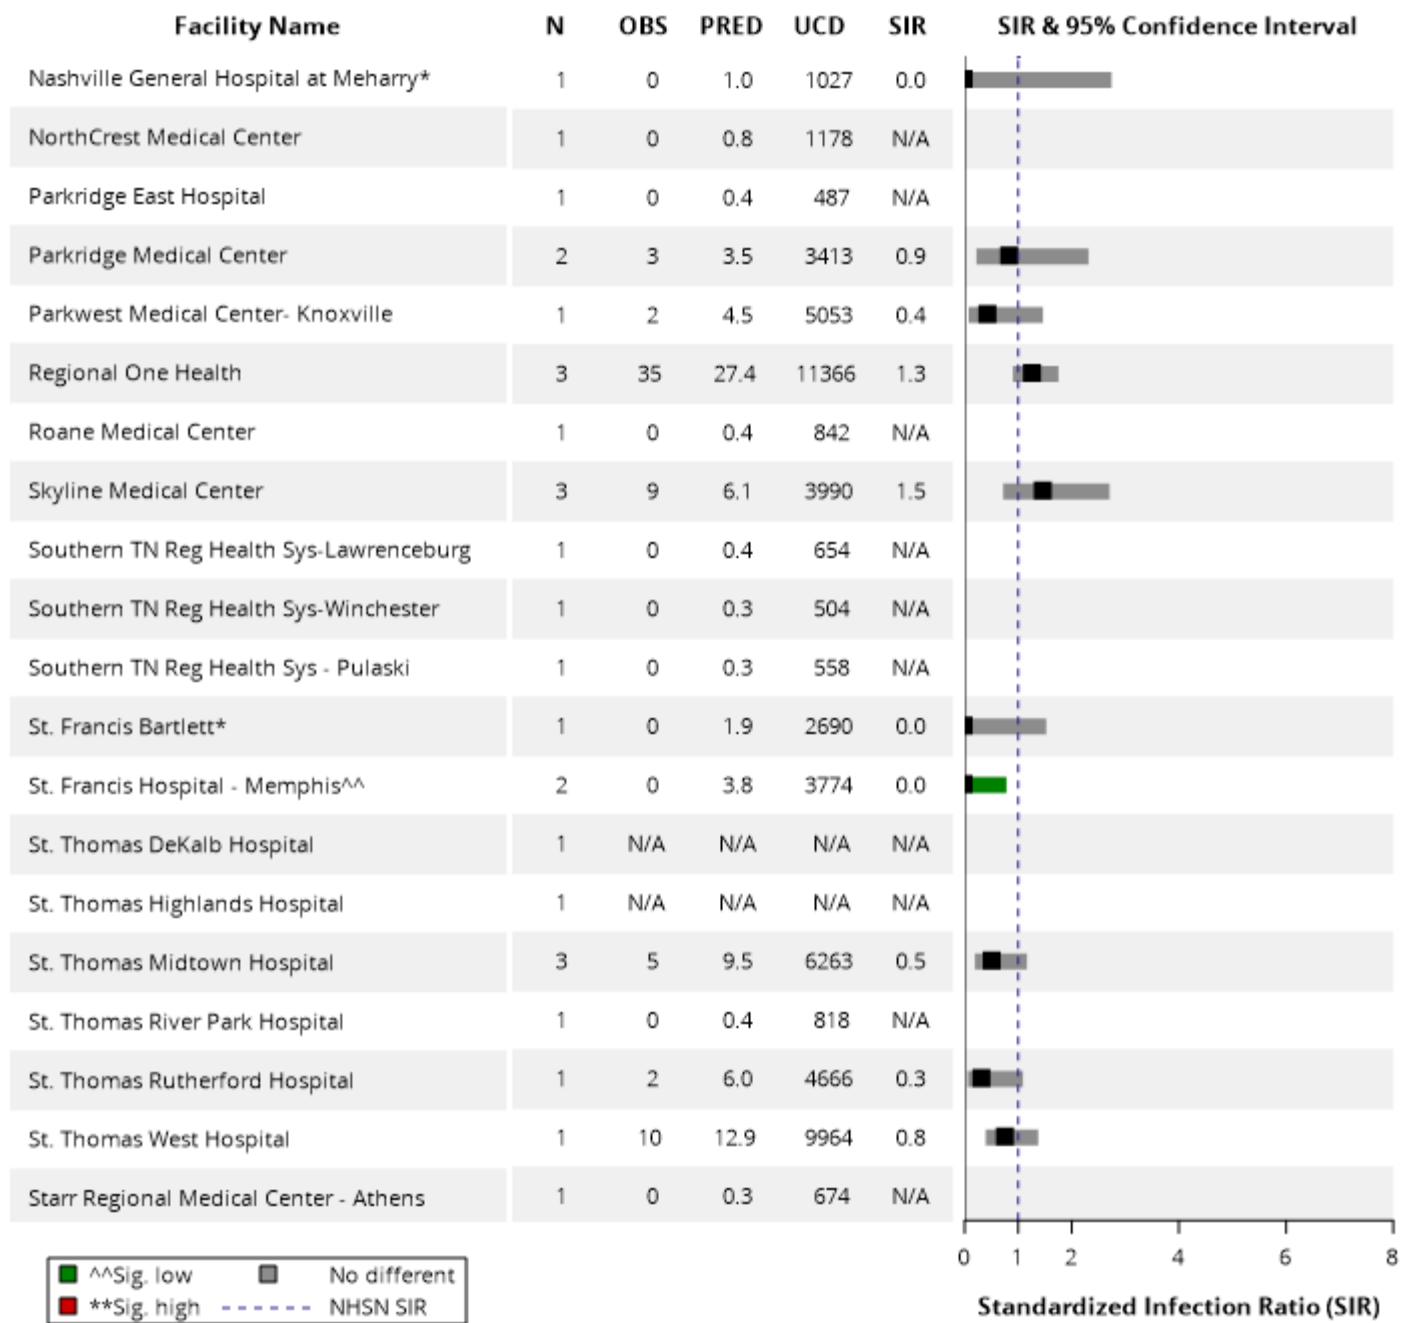 Facility Name N OBS PRED UCD SIR SIR & 95% Confidence Interval
Nashville General Hospital at Meharry* 1 0 1.0 1027 0.0
NorthCrest Medical Center 1 0 0.8 1178 N/A
Parkridge East Hospital 1 0 0.4 487 N/A
Parkridge Medical Center 2 3 3.5 3413 0.9
Parkwest Medical Center- Knoxville 1 2 4.5 5053 0.4
Regional One Health 3 35 27.4 11366 1.3
Roane Medical Center 1 0 0.4 842 N/A
Skyline Medical Center 3 9 6.1 3990 1.5
Southern TN Reg Health Sys-Lawrenceburg 1 0 0.4 654 N/A
Southern TN Reg Health Sys-Winchester 1 0 0.3 504 N/A
Southern TN Reg Health Sys - Pulaski 1 0 0.3 558 N/A
St. Francis Bartlett* 1 0 1.9 2690 0.0
St. Francis Hospital - Memphis^^ 2 0 3.8 3774 0.0
St. Thomas DeKalb Hospital 1 N/A N/A N/A N/A
St. Thomas Highlands Hospital 1 N/A N/A N/A N/A
St. Thomas Midtown Hospital 3 5 9.5 6263 0.5
St. Thomas River Park Hospital 1 0 0.4 818 N/A
St. Thomas Rutherford Hospital 1 2 6.0 4666 0.3
St. Thomas West Hospital 1 10 12.9 9964 0.8
Starr Regional Medical Center - Athens 1 0 0.3 674 N/A
0 1 2 4 6 8
^^Sig. low No different
**Sig. high NHSN SIR
Standardized Infection Ratio (SIR)